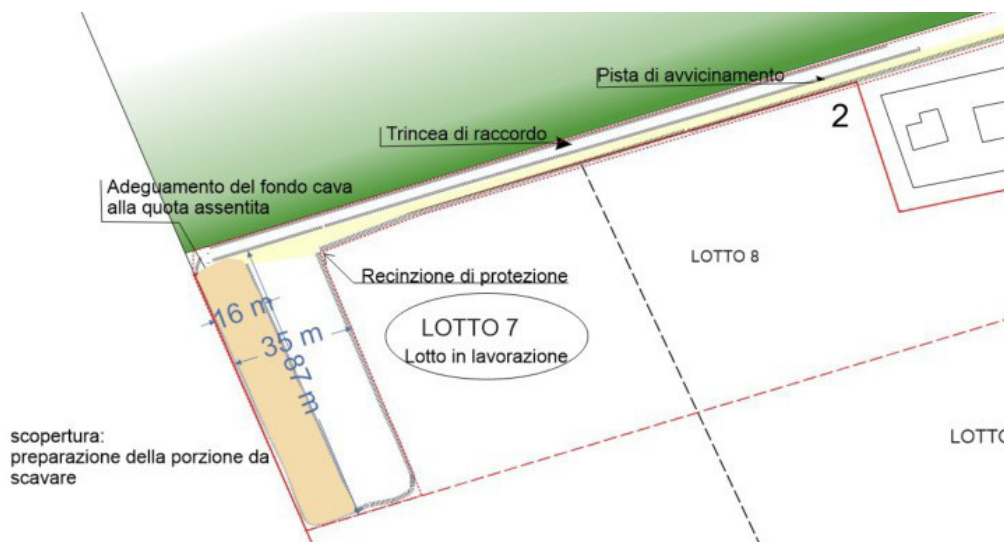 Pista di avvicinamento
2
Trincea di raccordo
Adeguamento del fondo cava
alla quota assentita
LOTTO 8
Recinzione di protezione
16 m
35 m
87 m
LOTTO 7
Lotto in lavorazione
scopertura:
preparazione della porzione da
scavare
LOTTO